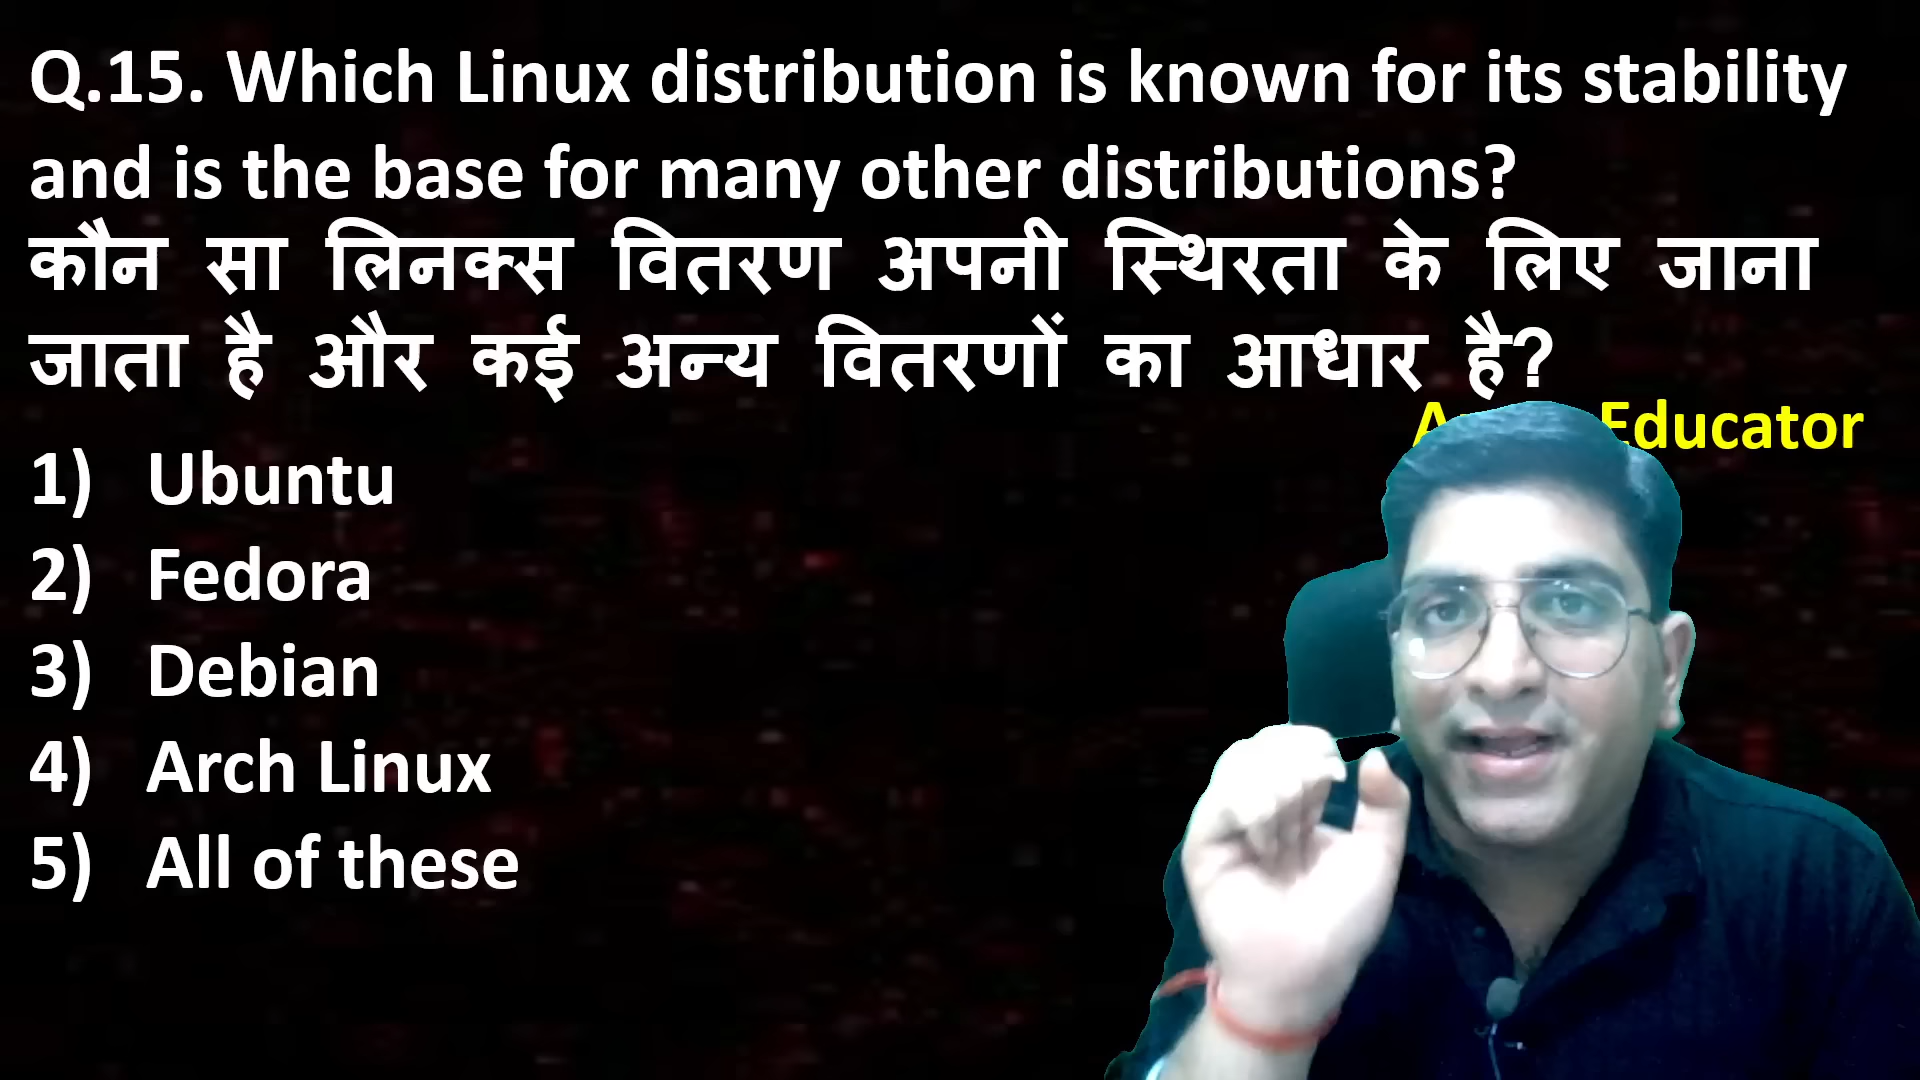 Q.15. Which Linux distribution is known for its stability
and is the base for many other distributions?
कौन सा लिनक्स वितरण अपनी स्थिरता के लिए जाना
जाता है और कई अन्य वितरणों का आधार है?
Educator
1) Ubuntu
2) Fedora
3) Debian
4) Arch Linux
5) All of these